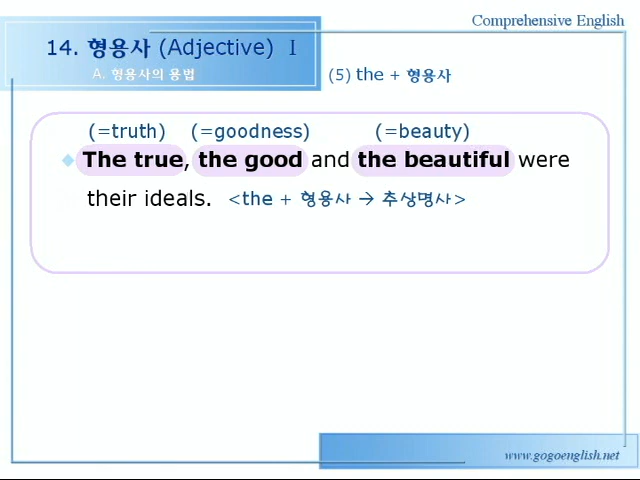 Comprehensive English
14. 형용사 (Adjective) I
A. 형용사의 용법
(5) the + 형용사
(=truth) (=goodness) (=beauty)
The true, the good and the beautiful were
their ideals. <the + 형용사 → 추상명사>
www.gogoenglish.net